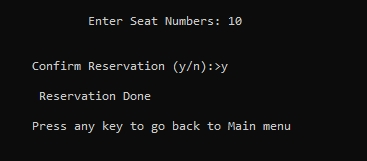 Enter Seat Numbers: 10
Confirm Reservation (y/n):>y
Reservation Done
Press any key to go back to Main menu